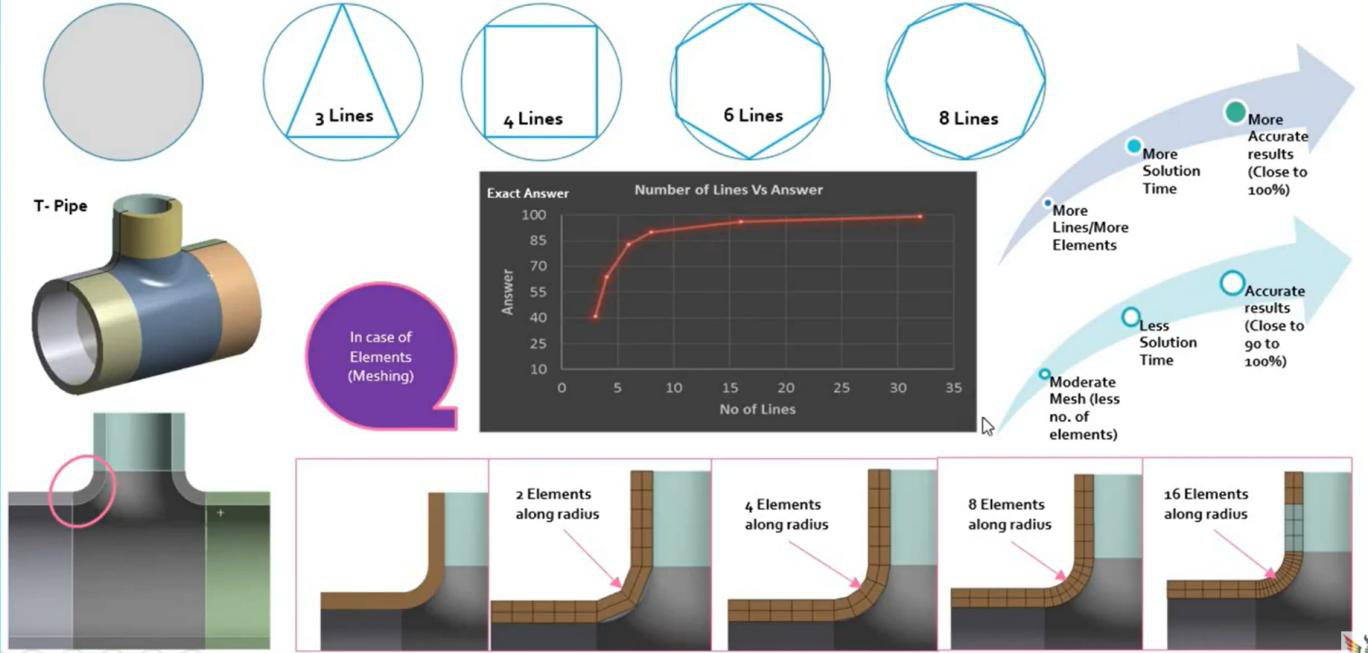 3 Lines
4 Lines
6 Lines
8 Lines
T- Pipe
In case of
Elements
(Meshing)
Exact Answer
Number of Lines Vs Answer
Answer
100
85
70
55
40
25
10
0
5
10
15
20
25
30
35
No of Lines
More
Lines/More
Elements
More
Solution
Time
More
Accurate
results
(Close to
100%)
Moderate
Mesh (less
no. of
elements)
Less
Solution
Time
Accurate
results
(Close to
90 to
100%)
2 Elements
along radius
4 Elements
along radius
8 Elements
along radius
16 Elements
along radius